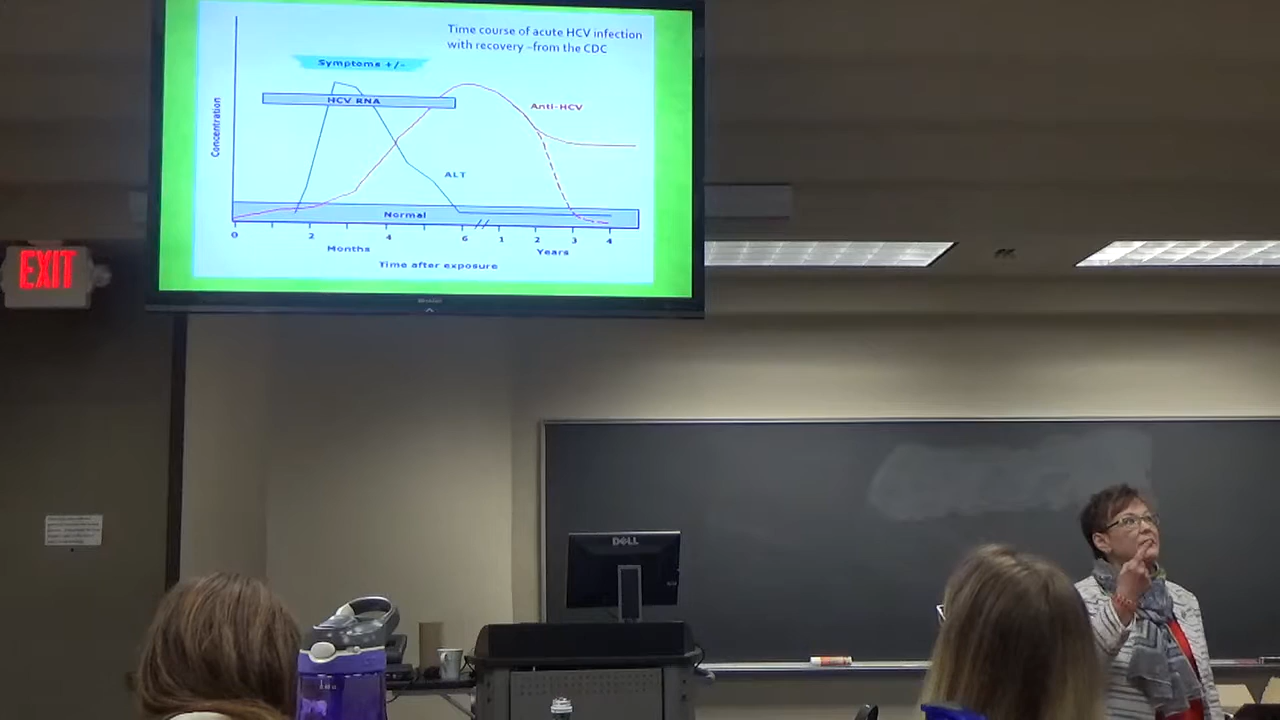 Time course of acute HCV infection
with recovery –from the CDC
Symptoms +/-
HCV RNA
Anti-HCV
Concentration
ALT
Normal
0 2 4 6 1 2 3 4
Months Years
Time after exposure
EXIT
DELL